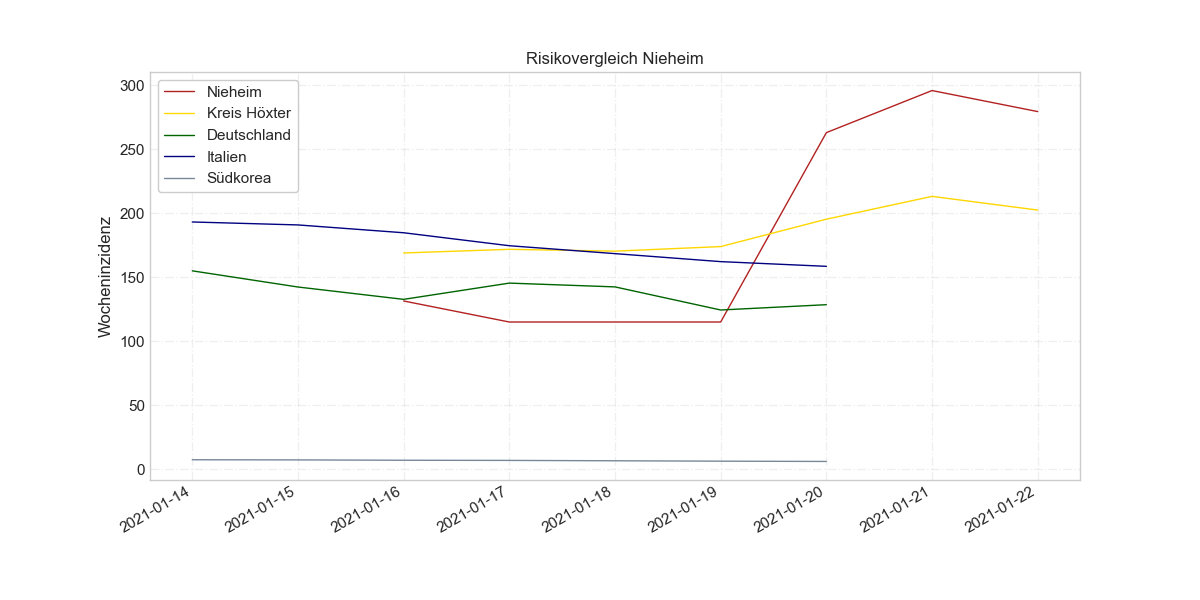 Risikovergleich Nieheim
Nieheim
Kreis Höxter
Deutschland
Italien
Südkorea
Wocheninzidenz
300
250
200
150
100
50
0
2021-01-14
2021-01-15
2021-01-16
2021-01-17
2021-01-18
2021-01-19
2021-01-20
2021-01-21
2021-01-22